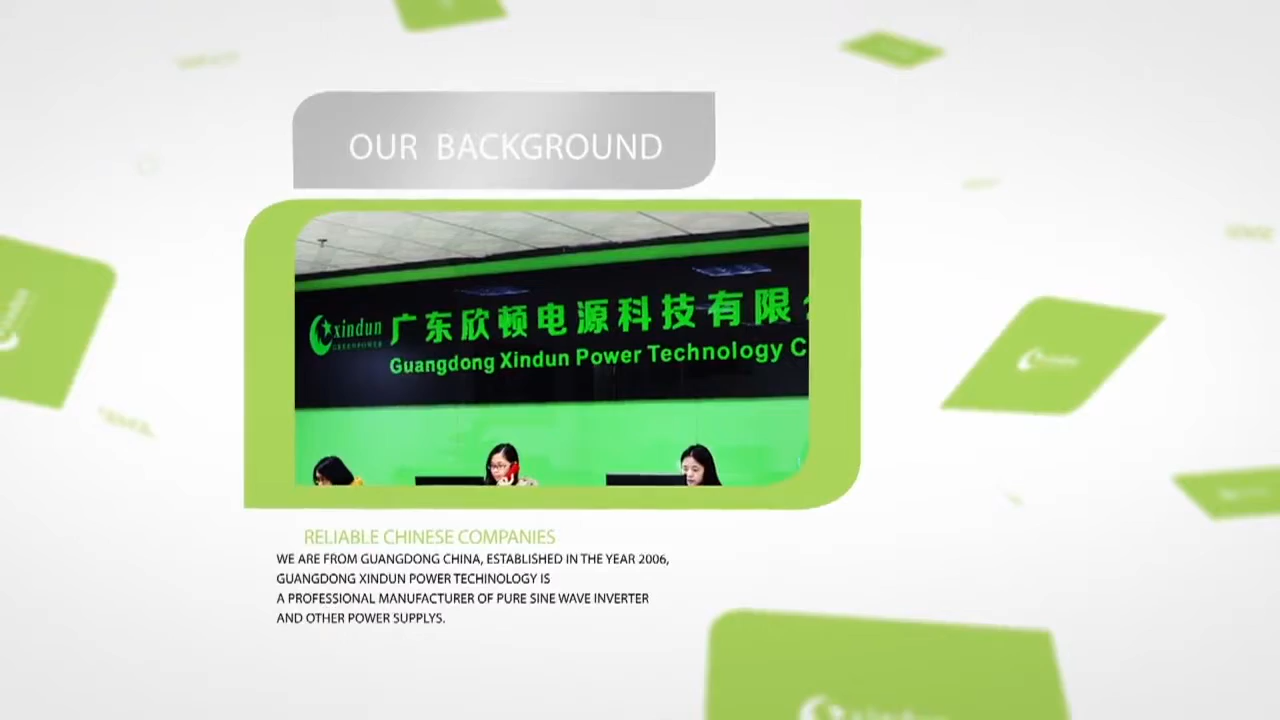 OUR BACKGROUND
xindun
GREENPOWER
广东欣顿电源科技有限
Guangdong Xindun Power Technology C
RELIABLE CHINESE COMPANIES
WE ARE FROM GUANGDONG CHINA, ESTABLISHED IN THE YEAR 2006,
GUANGDONG XINDUN POWER TECHINOLOGY IS
A PROFESSIONAL MANUFACTURER OF PURE SINE WAVE INVERTER
AND OTHER POWER SUPPLYS.